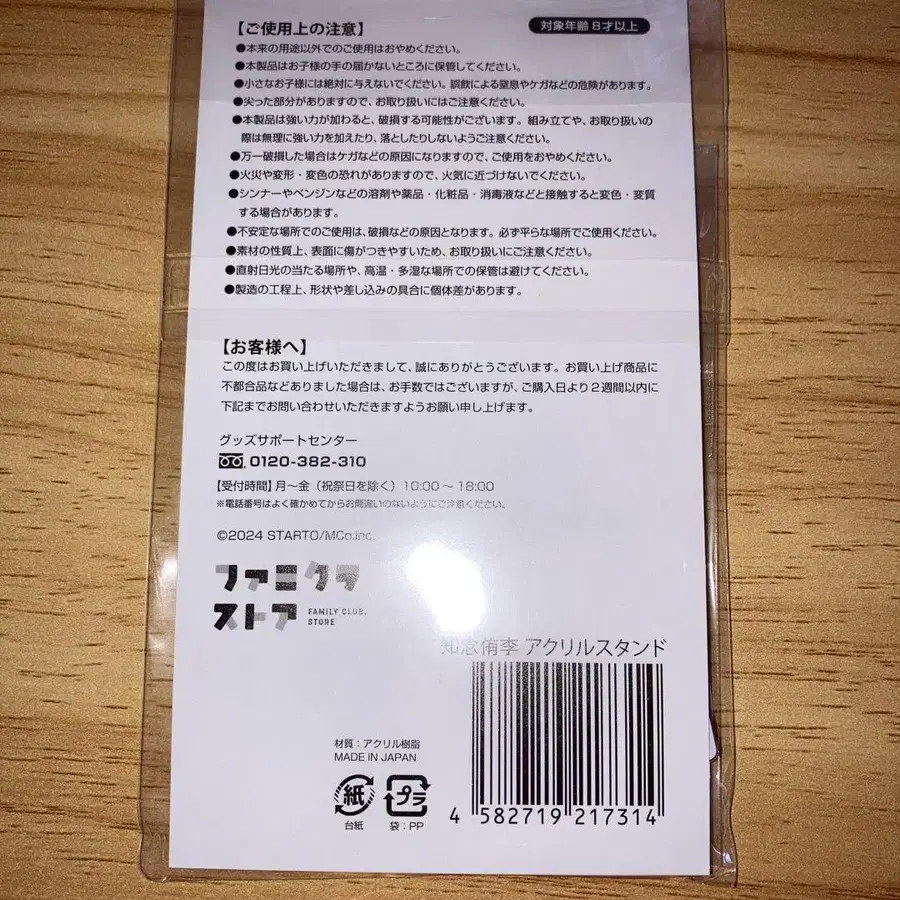 【ご使用上の注意】
対象年齢 8才以上
●本来の用途以外でのご使用はおやめください。
●本製品はお子様の手の届かないところに保管してください。
●小さなお子様には絶対に与えないでください。誤飲による窒息やケガなどの危険があります。
●尖った部分がありますので、お取り扱いにはご注意ください。
●本製品は強い力が加わると、破損する可能性がございます。組み立てや、お取り扱いの
際は無理に強い力を加えたり、落としたりしないようご注意ください。
●万一破損した場合はケガなどの原因になりますので、ご使用をおやめください。
●火災や変形・変色の恐れがありますので、火気に近づけないでください。
●シンナーやベンジンなどの溶剤や薬品・化粧品・消毒液などと接触すると変色・変質
する場合があります。
●不安定な場所でのご使用は、破損などの原因となります。必ず平らな場所でご使用ください。
●素材の性質上、表面に傷がつきやすいため、お取り扱いにご注意ください。
●直射日光の当たる場所や、高温・多湿な場所での保管は避けてください。
●製造の工程上、形状や差し込みの具合に個体差があります。
【お客様へ】
この度はお買い上げいただきまして、誠にありがとうございます。お買い上げ商品に
不都合品などありました場合は、お手数ではございますが、ご購入日より2週間以内に
下記までお問い合わせいただきますようお願い申し上げます。
グッズサポートセンター
0120-382-310
【受付時間】月〜金（祝祭日を除く）10:00 〜 18:00
※電話番号はよく確かめてからお間違いのないようにご注意ください。
©2024 STARTO/MCo.inc.
ファミクラ
ストア
FAMILY CLUB.
STORE
知念侑李 アクリルスタンド
材質：アクリル樹脂
MADE IN JAPAN
紙
プラ
台紙
袋：PP
4 582719 217314